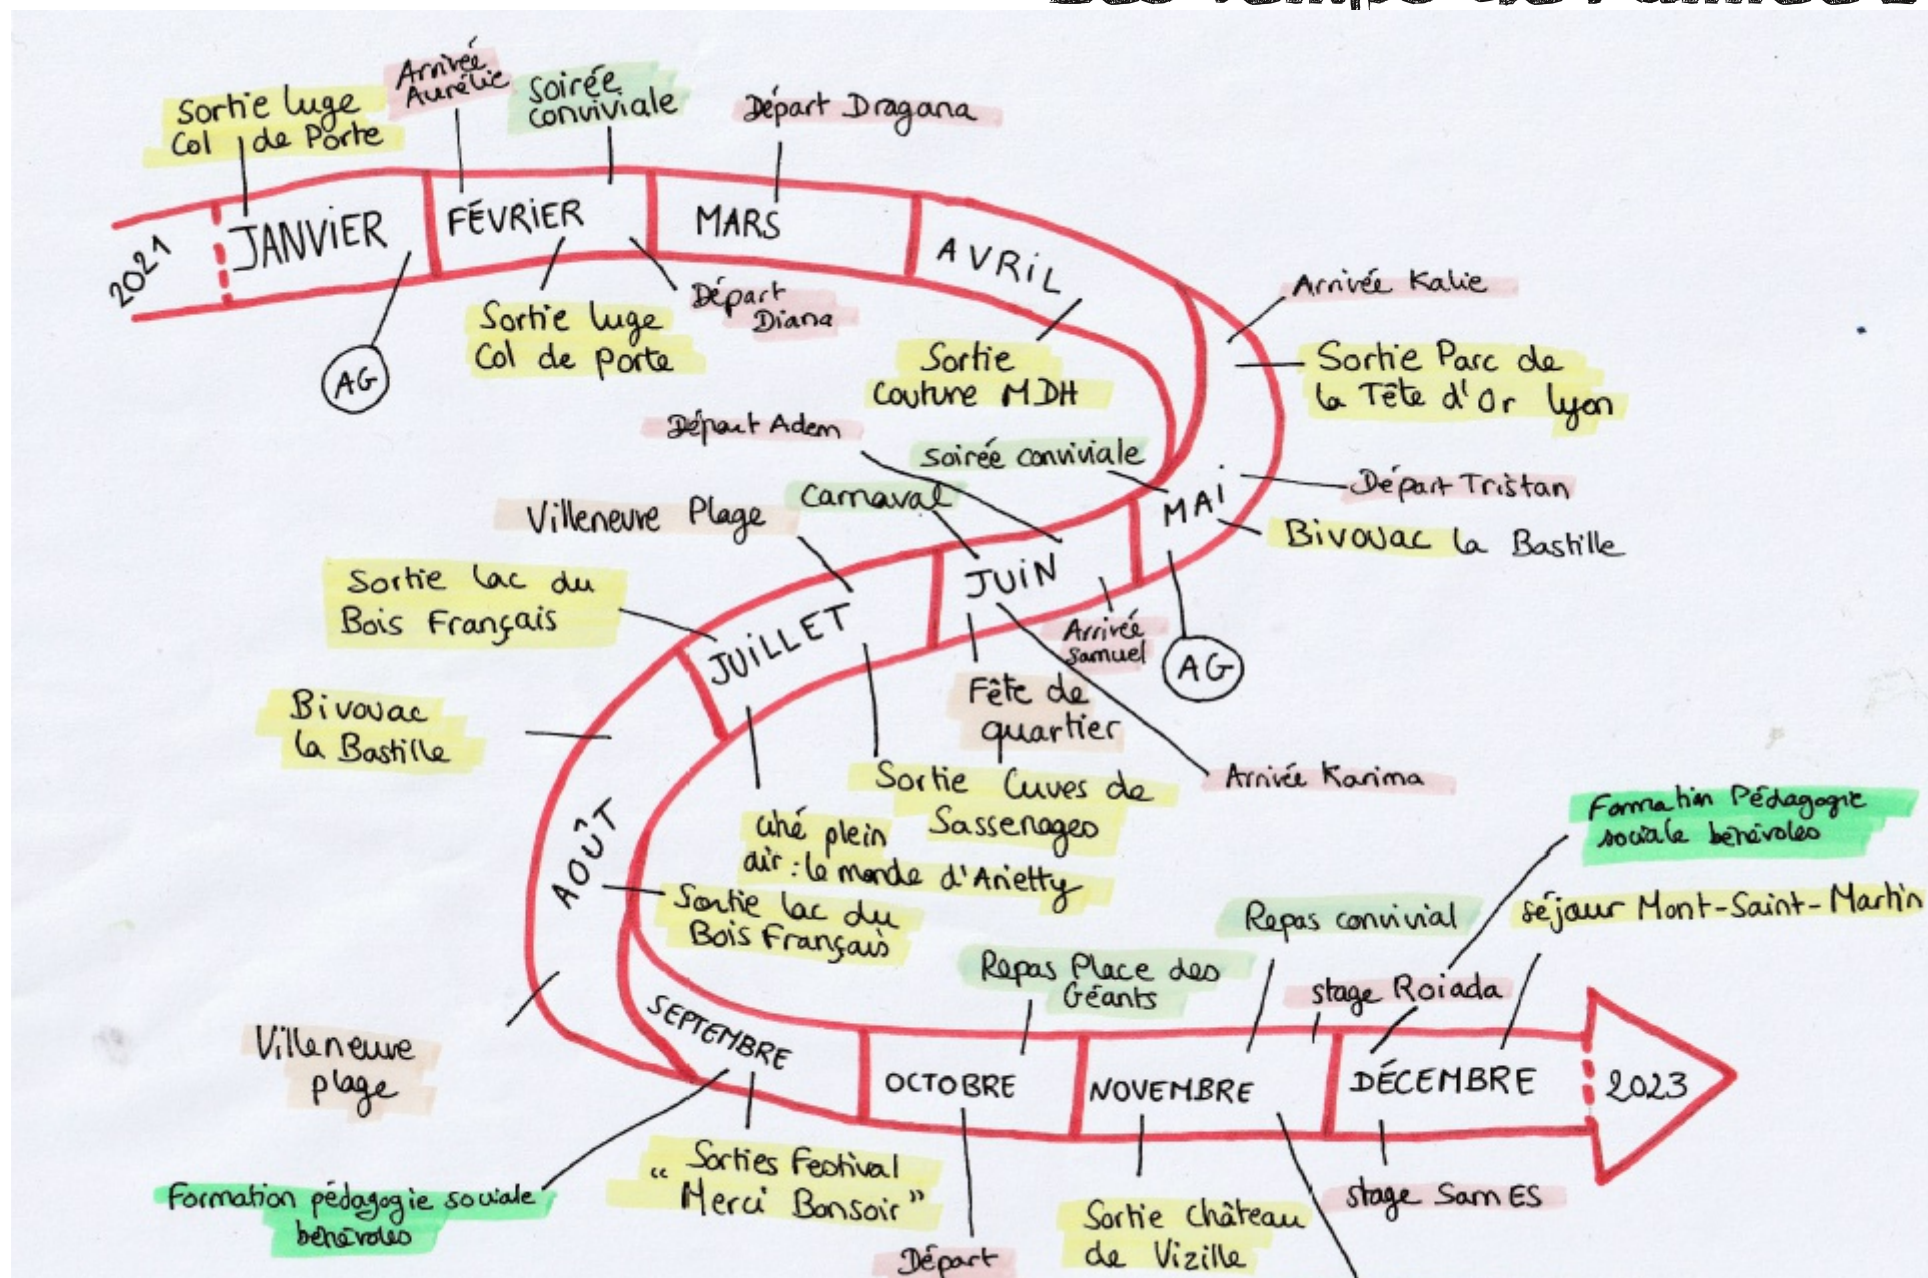 Sortie luge
Col de Porte
Arrivée
Aurélie
Soirée
conviviale
Départ Dragana
2021
JANVIER
FÉVRIER
MARS
AVRIL
AG
Sortie luge
Col de Porte
Départ
Diana
Sortie
Couture MDH
Arrivée Kalie
Sortie Parc de
la Tête d'Or Lyon
Départ Adem
soirée conviviale
Carnaval
Villeneuve Plage
Départ Tristan
MAI
Bivouac la Bastille
Sortie lac du
Bois Français
JUILLET
JUIN
Arrivée
Samuel
AG
Fête de
quartier
Bivouac
la Bastille
Sortie Cuves de
Sassenages
Arrivée Karima
AOÛT
Ciné plein
air : le monde d'Arietty
Sortie lac du
Bois Français
Formation Pédagogie
sociale bénévoles
Repas convivial
séjour Mont-Saint-Martin
Repas Place des
Géants
stage Roiada
Villeneuve
plage
SEPTEMBRE
OCTOBRE
NOVEMBRE
DÉCEMBRE
2023
Formation pédagogie sociale
bénévoles
Sorties Festival
"Merci Bonsoir"
Départ
Sortie Château
de Vizille
stage Sam ES